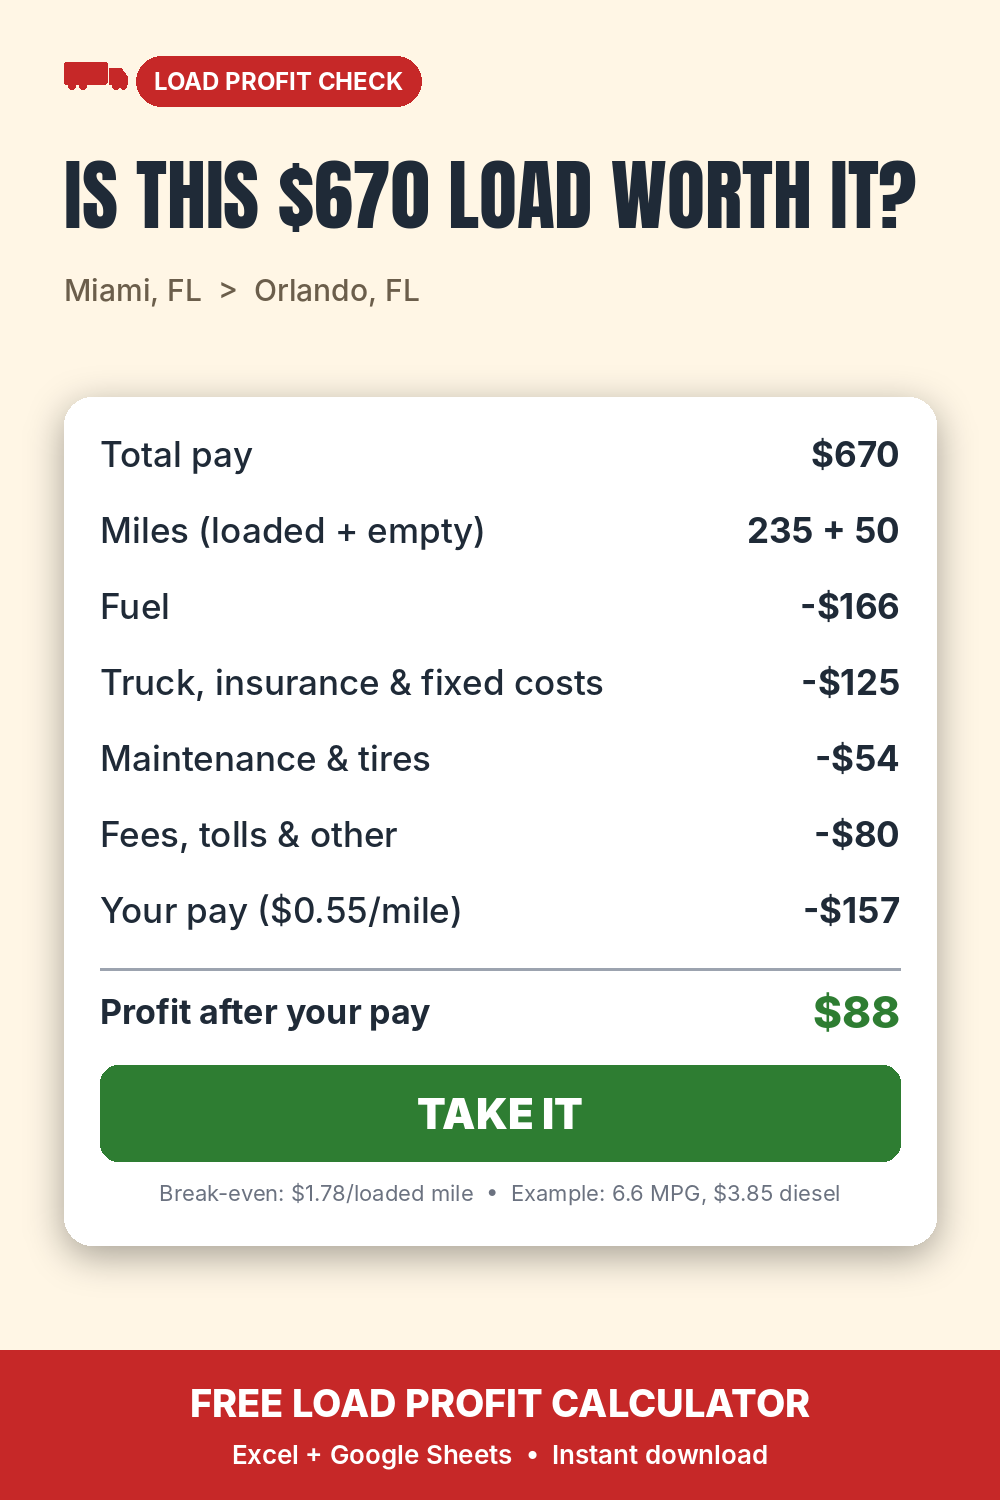 LOAD PROFIT CHECK
IS THIS $670 LOAD WORTH IT?
Miami, FL > Orlando, FL
Total pay $670
Miles (loaded + empty) 235 + 50
Fuel -$166
Truck, insurance & fixed costs -$125
Maintenance & tires -$54
Fees, tolls & other -$80
Your pay ($0.55/mile) -$157
Profit after your pay $88
TAKE IT
Break-even: $1.78/loaded mile • Example: 6.6 MPG, $3.85 diesel
FREE LOAD PROFIT CALCULATOR
Excel + Google Sheets • Instant download